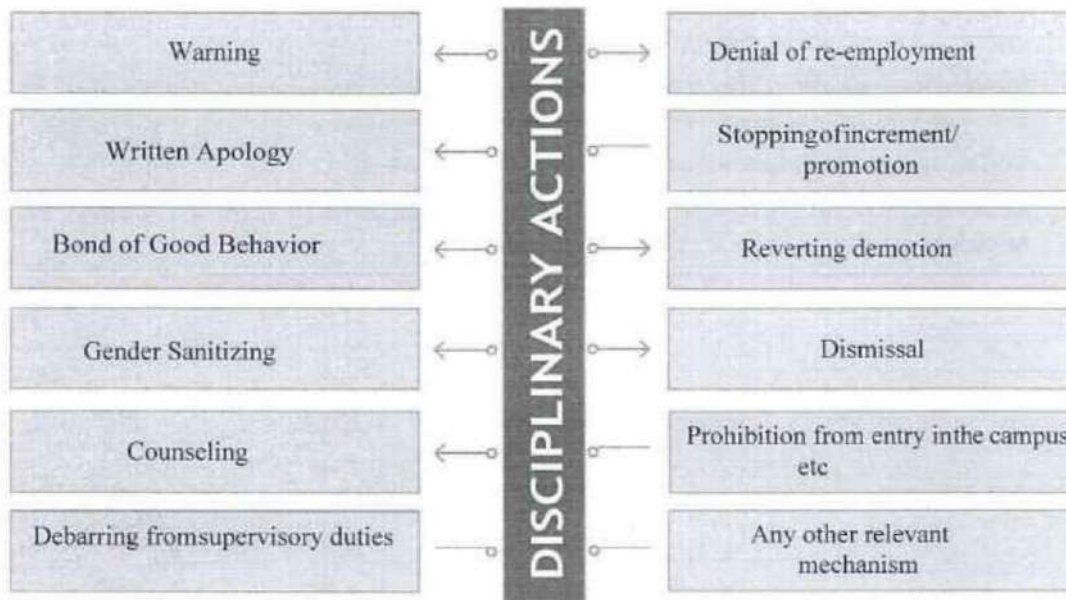 Warning
Written Apology
Bond of Good Behavior
Gender Sanitizing
Counseling
Debarring fromsupervisory duties
DISCIPLINARY ACTIONS
Denial of re-employment
Stoppingofincrement/
promotion
Reverting demotion
Dismissal
Prohibition from entry inthe campus
etc
Any other relevant
mechanism